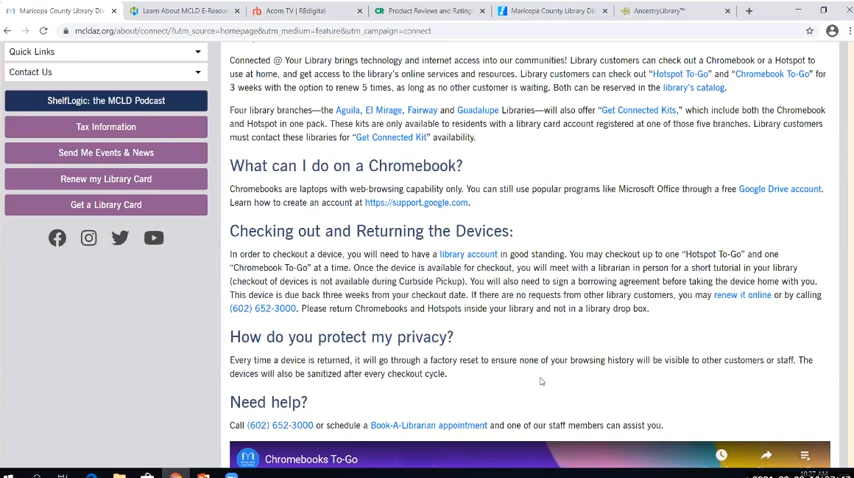 Maricopa County Library Dist
Learn About MCLD E-Resour
Acorn TV | RBdigital
Product Reviews and Rating
Maricopa County Library Dis
AncestryLibrary™
mcldaz.org/about/connect/?utm_source=homepage&utm_medium=feature&utm_campaign=connect
Quick Links
Contact Us
ShelfLogic: the MCLD Podcast
Tax Information
Send Me Events & News
Renew my Library Card
Get a Library Card
Connected @ Your Library brings technology and internet access into our communities! Library customers can check out a Chromebook or a Hotspot to
use at home, and get access to the library's online services and resources. Library customers can check out “Hotspot To-Go” and “Chromebook To-Go” for
3 weeks with the option to renew 5 times, as long as no other customer is waiting. Both can be reserved in the library's catalog.
Four library branches—the Aguila, El Mirage, Fairway and Guadalupe Libraries—will also offer “Get Connected Kits,” which include both the Chromebook
and Hotspot in one pack. These kits are only available to residents with a library card account registered at one of those five branches. Library customers
must contact these libraries for “Get Connected Kit” availability.
What can I do on a Chromebook?
Chromebooks are laptops with web-browsing capability only. You can still use popular programs like Microsoft Office through a free Google Drive account.
Learn how to create an account at https://support.google.com.
Checking out and Returning the Devices:
In order to checkout a device, you will need to have a library account in good standing. You may checkout up to one “Hotspot To-Go” and one
“Chromebook To-Go” at a time. Once the device is available for checkout, you will meet with a librarian in person for a short tutorial in your library
(checkout of devices is not available during Curbside Pickup). You will also need to sign a borrowing agreement before taking the device home with you.
This device is due back three weeks from your checkout date. If there are no requests from other library customers, you may renew it online or by calling
(602) 652-3000. Please return Chromebooks and Hotspots inside your library and not in a library drop box.
How do you protect my privacy?
Every time a device is returned, it will go through a factory reset to ensure none of your browsing history will be visible to other customers or staff. The
devices will also be sanitized after every checkout cycle.
Need help?
Call (602) 652-3000 or schedule a Book-A-Librarian appointment and one of our staff members can assist you.
Chromebooks To-Go
10:27 AM